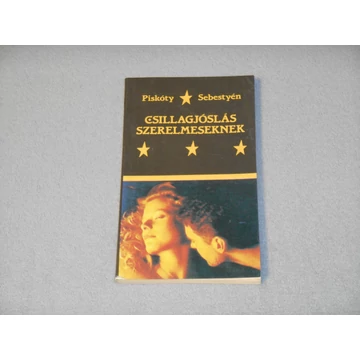 Piskóty ★ Sebestyén
CSILLAGJÓSLÁS
SZERELMESEKNEK